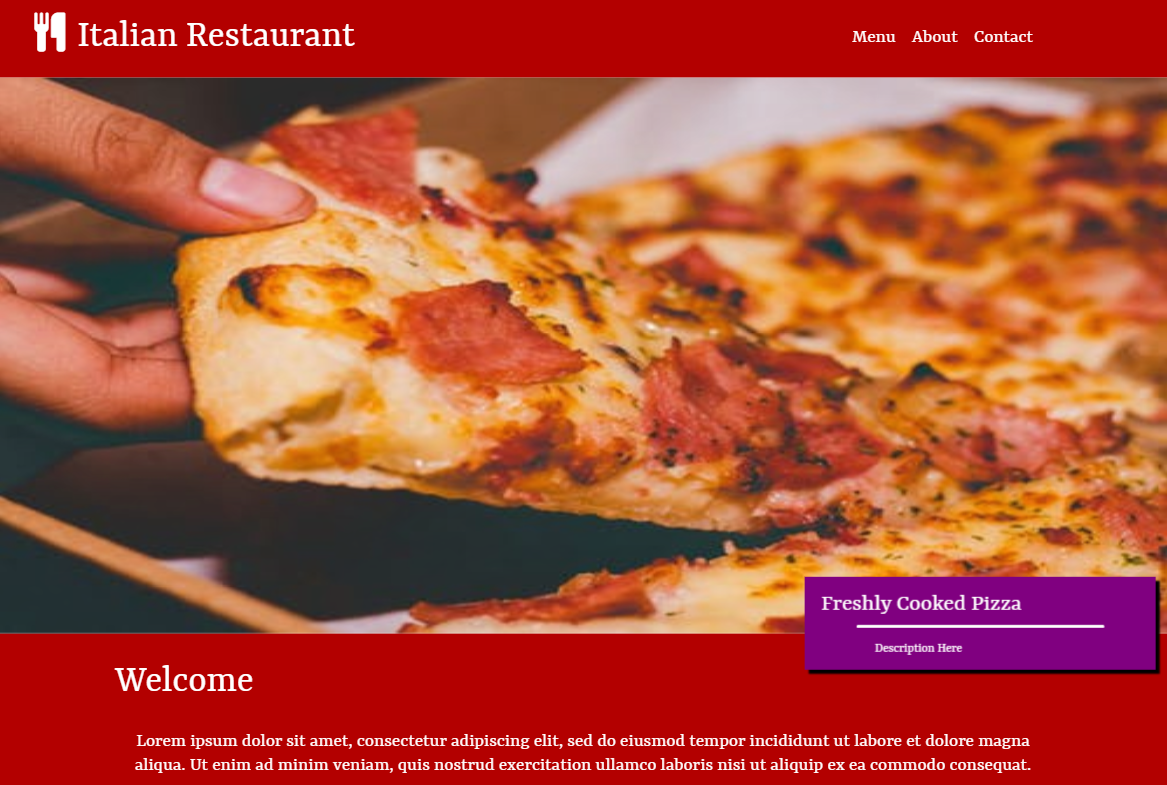 Italian Restaurant
Menu About Contact
Freshly Cooked Pizza
Description Here
Welcome
Lorem ipsum dolor sit amet, consectetur adipiscing elit, sed do eiusmod tempor incididunt ut labore et dolore magna
aliqua. Ut enim ad minim veniam, quis nostrud exercitation ullamco laboris nisi ut aliquip ex ea commodo consequat.